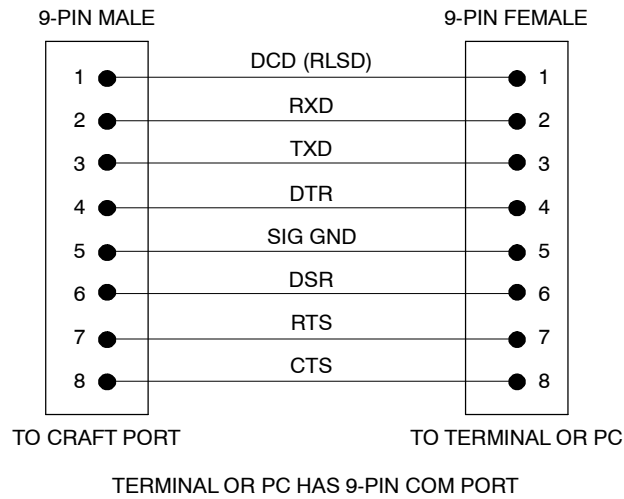 9-PIN MALE 9-PIN FEMALE
1 DCD (RLSD) 1
2 RXD 2
3 TXD 3
4 DTR 4
5 SIG GND 5
6 DSR 6
7 RTS 7
8 CTS 8
TO CRAFT PORT TO TERMINAL OR PC
TERMINAL OR PC HAS 9-PIN COM PORT